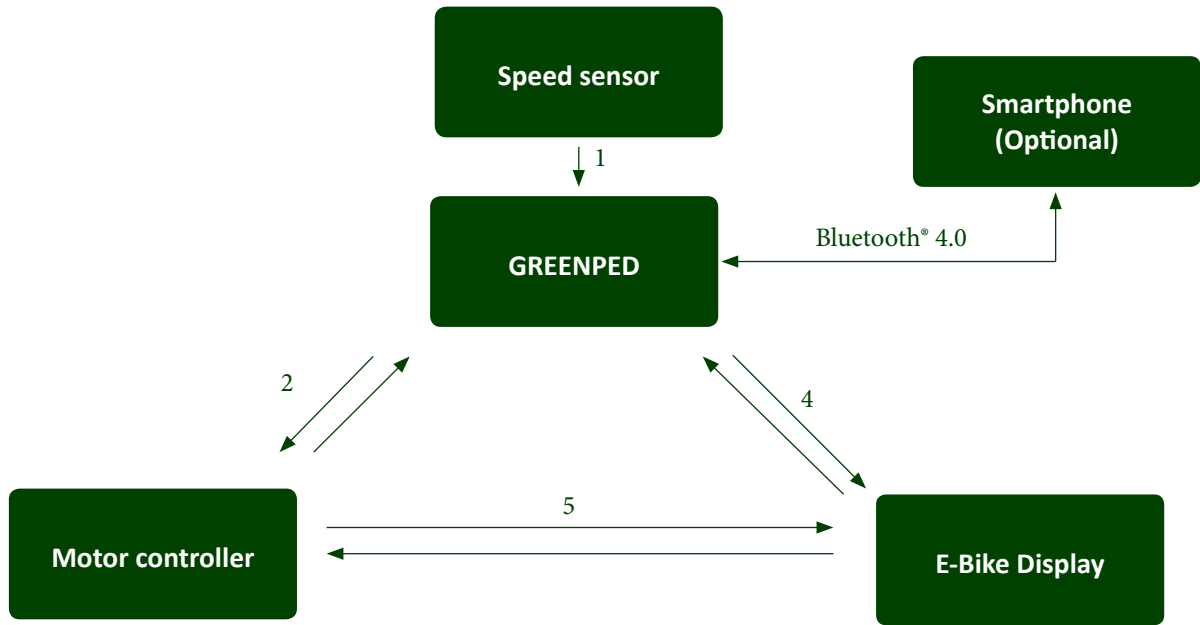 Speed sensor
Smartphone
(Optional)
1
Bluetooth® 4.0
GREENPED
2
4
5
Motor controller
E-Bike Display